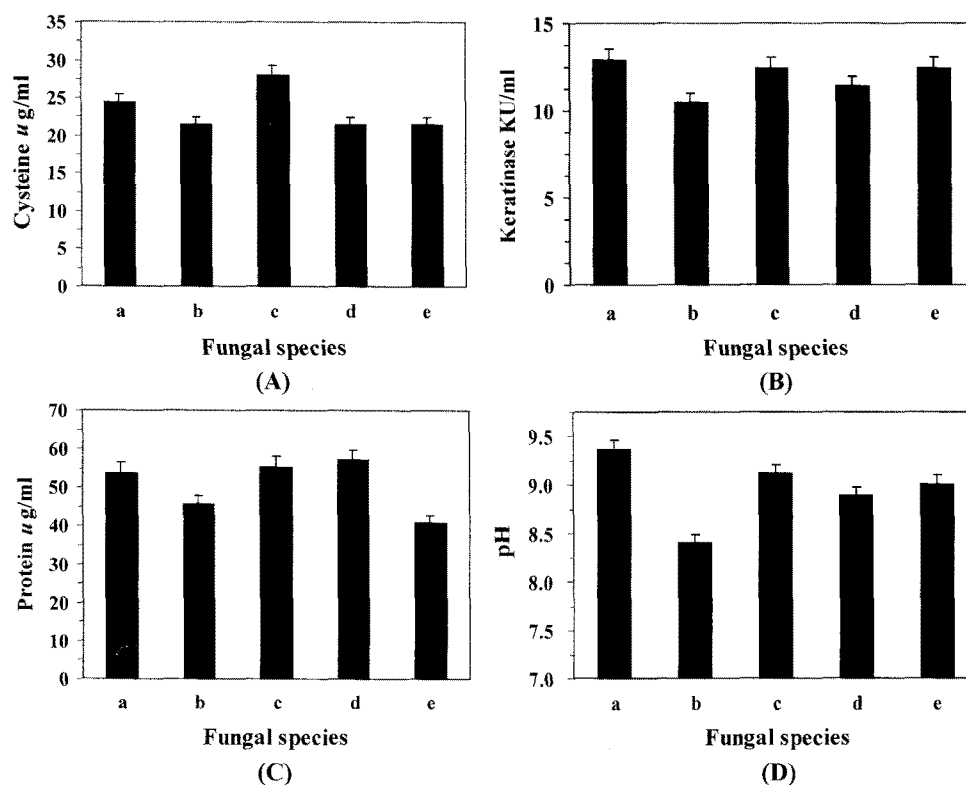 Cysteine u g/ml
35
30
25
20
15
10
5
0
a b c d e
Fungal species
(A)
Keratinase KU/ml
15
10
5
0
a b c d e
Fungal species
(B)
Protein u g/ml
70
60
50
40
30
20
10
0
a b c d e
Fungal species
(C)
pH
9.5
9.0
8.5
8.0
7.5
7.0
a b c d e
Fungal species
(D)